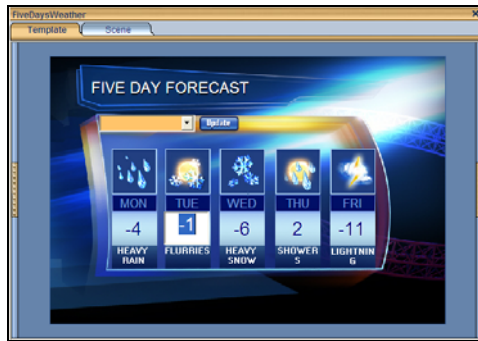 FiveDaysWeather
Template
Scene
FIVE DAY FORECAST
Update
MON TUE WED THU FRI
-4 -1 -6 2 -11
HEAVY FLURRIES HEAVY SHOWER LIGHTNIN
RAIN SNOW S G